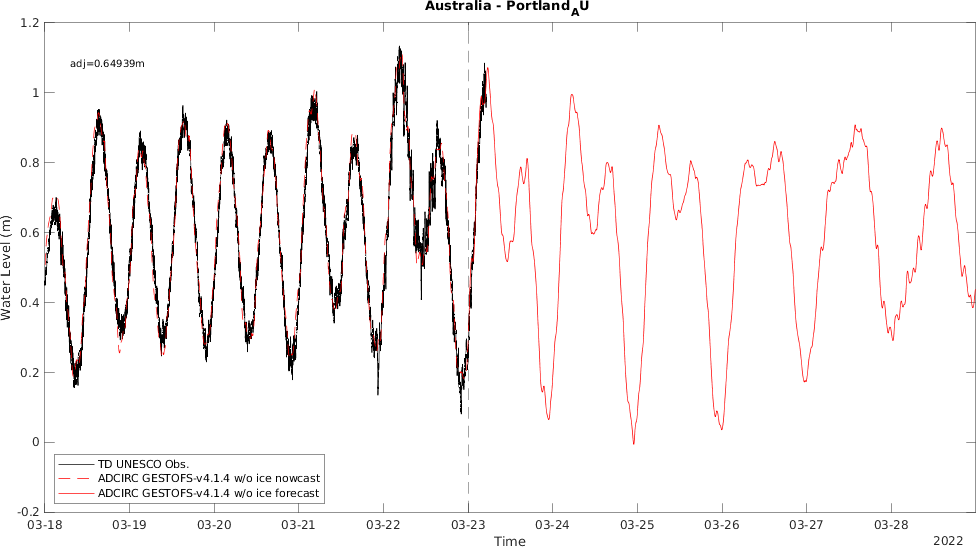 Australia - Portland_AU
1.2
adj=0.64939m
1
0.8
0.6
Water Level (m)
0.4
0.2
0
TD UNESCO Obs.
ADCIRC GESTOFS-v4.1.4 w/o ice nowcast
ADCIRC GESTOFS-v4.1.4 w/o ice forecast
-0.2
03-18 03-19 03-20 03-21 03-22 03-23 03-24 03-25 03-26 03-27 03-28
Time
2022